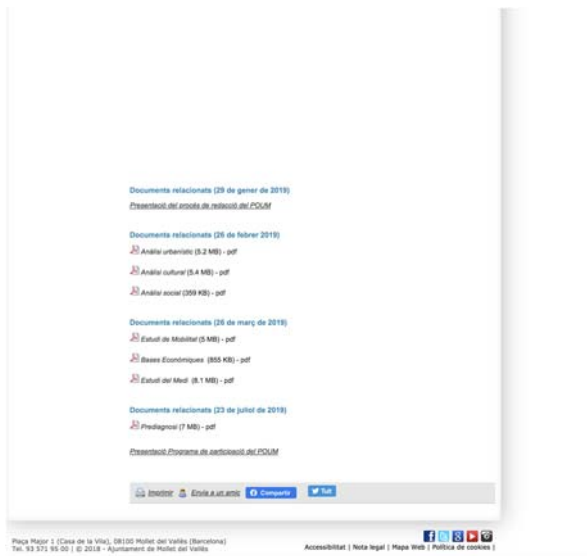 Documents relacionats (29 de gener de 2019)
Presentació del procés de redacció del POUM
Documents relacionats (26 de febrer 2019)
Anàlisi urbanístic (5.2 MB) - pdf
Anàlisi cultural (5.4 MB) - pdf
Anàlisi social (359 KB) - pdf
Documents relacionats (26 de març de 2019)
Estudi de Mobilitat (5 MB) - pdf
Bases Econòmiques (855 KB) - pdf
Estudi del Medi (8.1 MB) - pdf
Documents relacionats (23 de juliol de 2019)
Prediagnosi (7 MB) - pdf
Presentació Programa de participació del POUM
Imprimir Envia a un amic Compartir Tuit
Plaça Major 1 (Casa de la Vila), 08100 Mollet del Vallès (Barcelona)
Tel. 93 571 95 00 | © 2018 - Ajuntament de Mollet del Vallès
Accessibilitat | Nota legal | Mapa Web | Política de cookies |